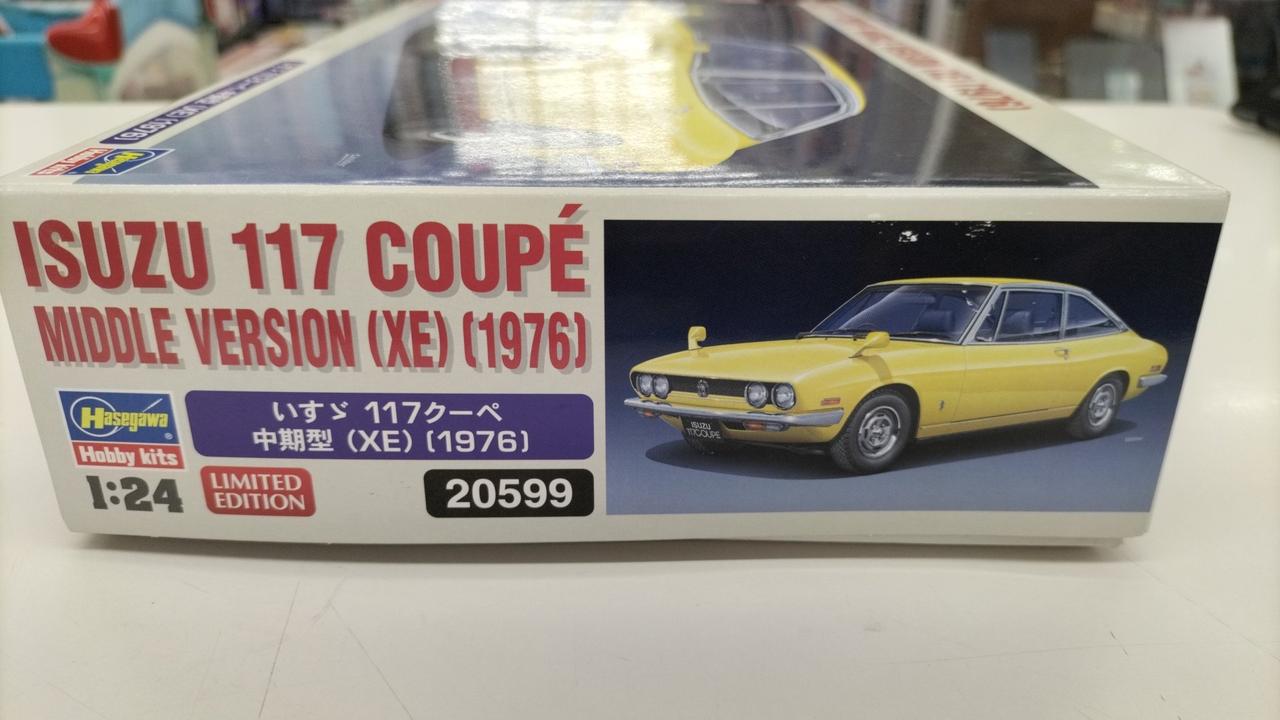 ISUZU 117 COUPÉ
MIDDLE VERSION (XE) (1976)
Hasegawa
Hobby kits
いすゞ 117クーペ
中期型 (XE) (1976)
1:24
LIMITED
EDITION
20599
ISUZU
117COUPE